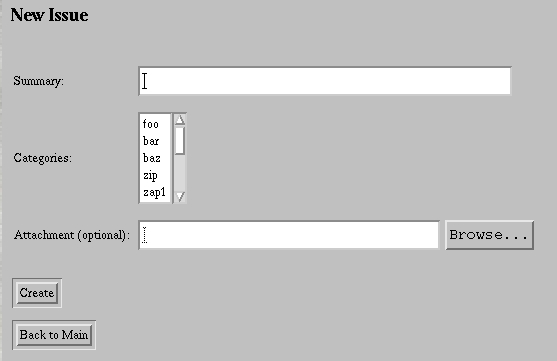 New Issue
Summary:
Categories:
foo
bar
baz
zip
zap1
Attachment (optional):
Browse...
Create
Back to Main